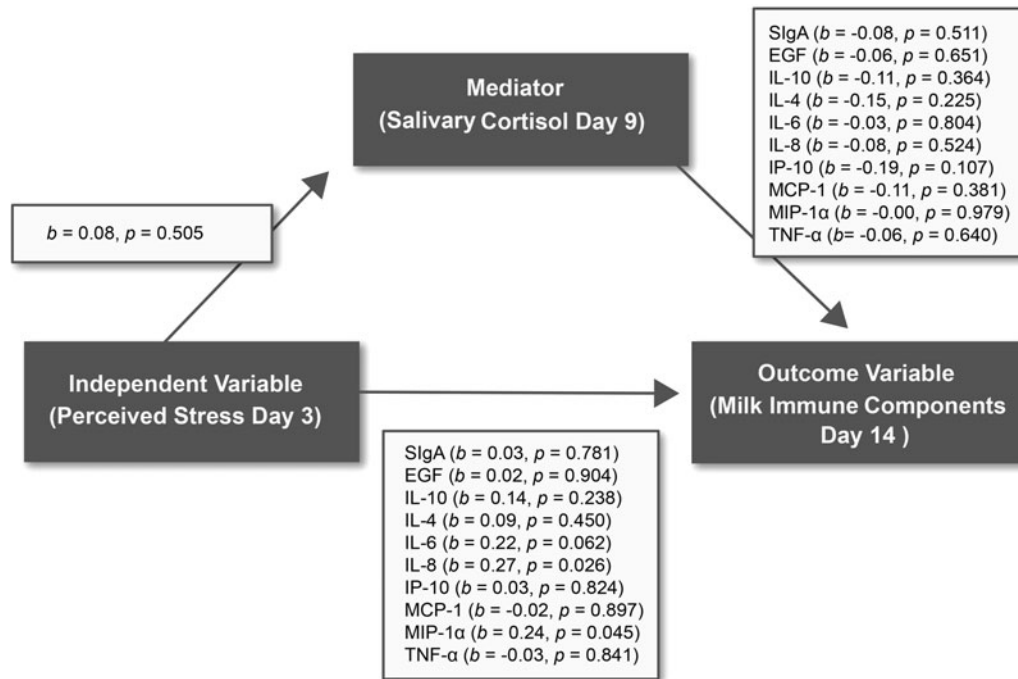 Mediator
(Salivary Cortisol Day 9)
SIgA (b = -0.08, p = 0.511)
EGF (b = -0.06, p = 0.651)
IL-10 (b = -0.11, p = 0.364)
IL-4 (b = -0.15, p = 0.225)
IL-6 (b = -0.03, p = 0.804)
IL-8 (b = -0.08, p = 0.524)
IP-10 (b = -0.19, p = 0.107)
MCP-1 (b = -0.11, p = 0.381)
MIP-1α (b = -0.00, p = 0.979)
TNF-α (b= -0.06, p = 0.640)
b = 0.08, p = 0.505
Independent Variable
(Perceived Stress Day 3)
Outcome Variable
(Milk Immune Components
Day 14 )
SIgA (b = 0.03, p = 0.781)
EGF (b = 0.02, p = 0.904)
IL-10 (b = 0.14, p = 0.238)
IL-4 (b = 0.09, p = 0.450)
IL-6 (b = 0.22, p = 0.062)
IL-8 (b = 0.27, p = 0.026)
IP-10 (b = 0.03, p = 0.824)
MCP-1 (b = -0.02, p = 0.897)
MIP-1α (b = 0.24, p = 0.045)
TNF-α (b = -0.03, p = 0.841)